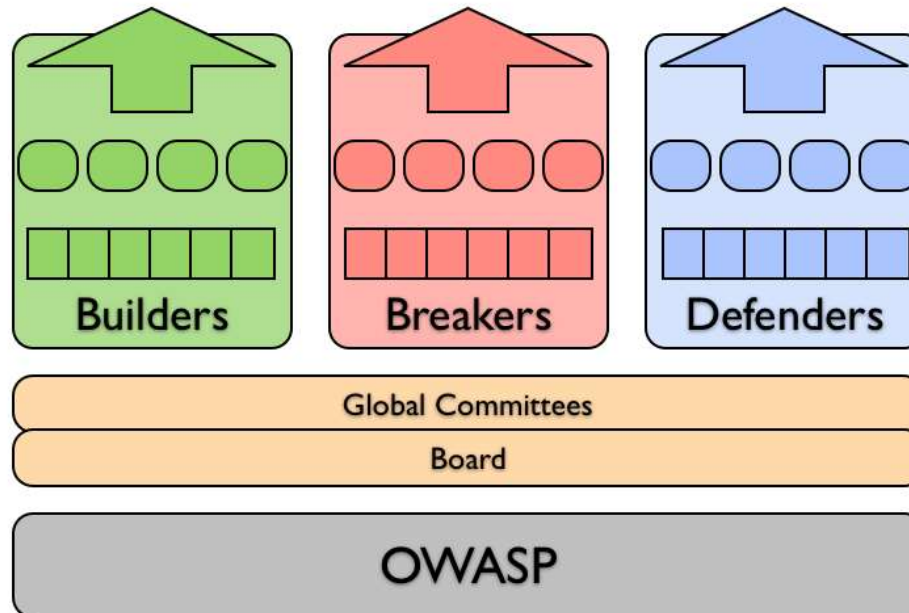 Builders
Breakers
Defenders
Global Committees
Board
OWASP